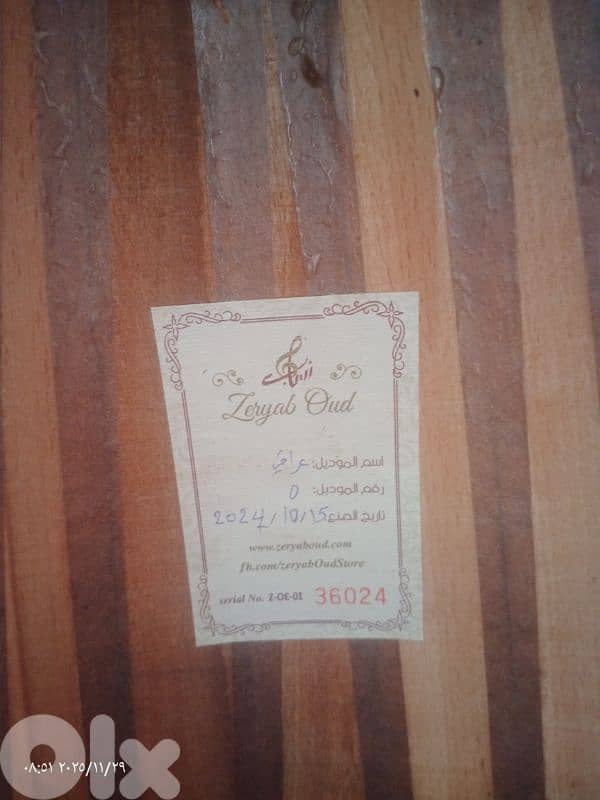 زرياب
Zeryab Oud
اسم الموديل: عراقي
رقم الموديل: 0
تاريخ الصنع: 2024/10/15
www.zeryaboud.com
fb.com/zeryabOudStore
serial No. Z-OE-01 36024
olx
٠٨:٥١ ٢٠٢٥/١١/٢٩